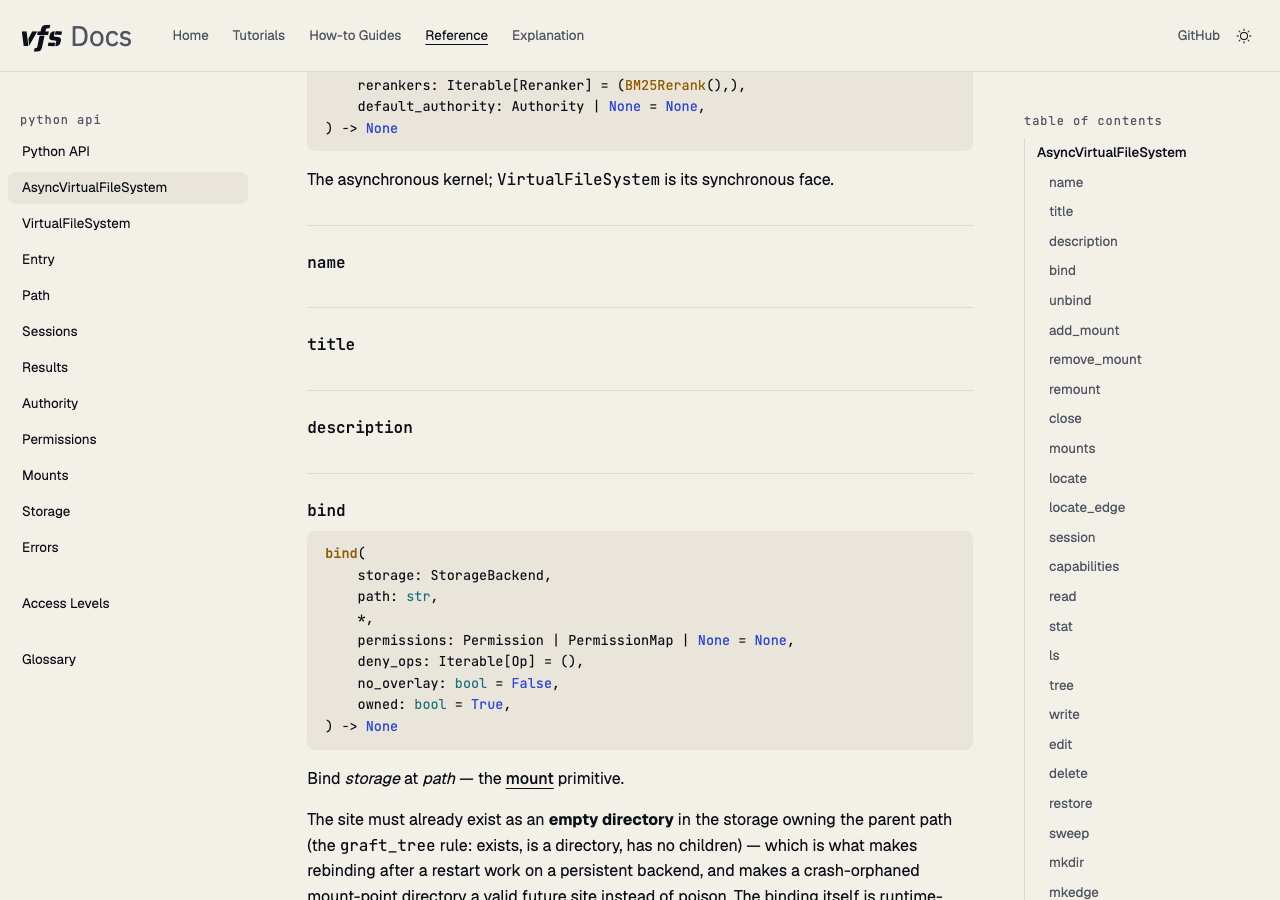 vfs Docs
Home
Tutorials
How-to Guides
Reference
Explanation
GitHub
python api
Python API
AsyncVirtualFileSystem
VirtualFileSystem
Entry
Path
Sessions
Results
Authority
Permissions
Mounts
Storage
Errors
Access Levels
Glossary
rerankers: Iterable[Reranker] = (BM25Rerank(),),
default_authority: Authority | None = None,
) -> None
The asynchronous kernel; VirtualFileSystem is its synchronous face.
name
title
description
bind
bind(
storage: StorageBackend,
path: str,
*,
permissions: Permission | PermissionMap | None = None,
deny_ops: Iterable[Op] = (),
no_overlay: bool = False,
owned: bool = True,
) -> None
Bind storage at path — the mount primitive.
The site must already exist as an empty directory in the storage owning the parent path
(the graft_tree rule: exists, is a directory, has no children) — which is what makes
rebinding after a restart work on a persistent backend, and makes a crash-orphaned
mount-point directory a valid future site instead of poison. The binding itself is runtime-
table of contents
AsyncVirtualFileSystem
name
title
description
bind
unbind
add_mount
remove_mount
remount
close
mounts
locate
locate_edge
session
capabilities
read
stat
ls
tree
write
edit
delete
restore
sweep
mkdir
mkedge